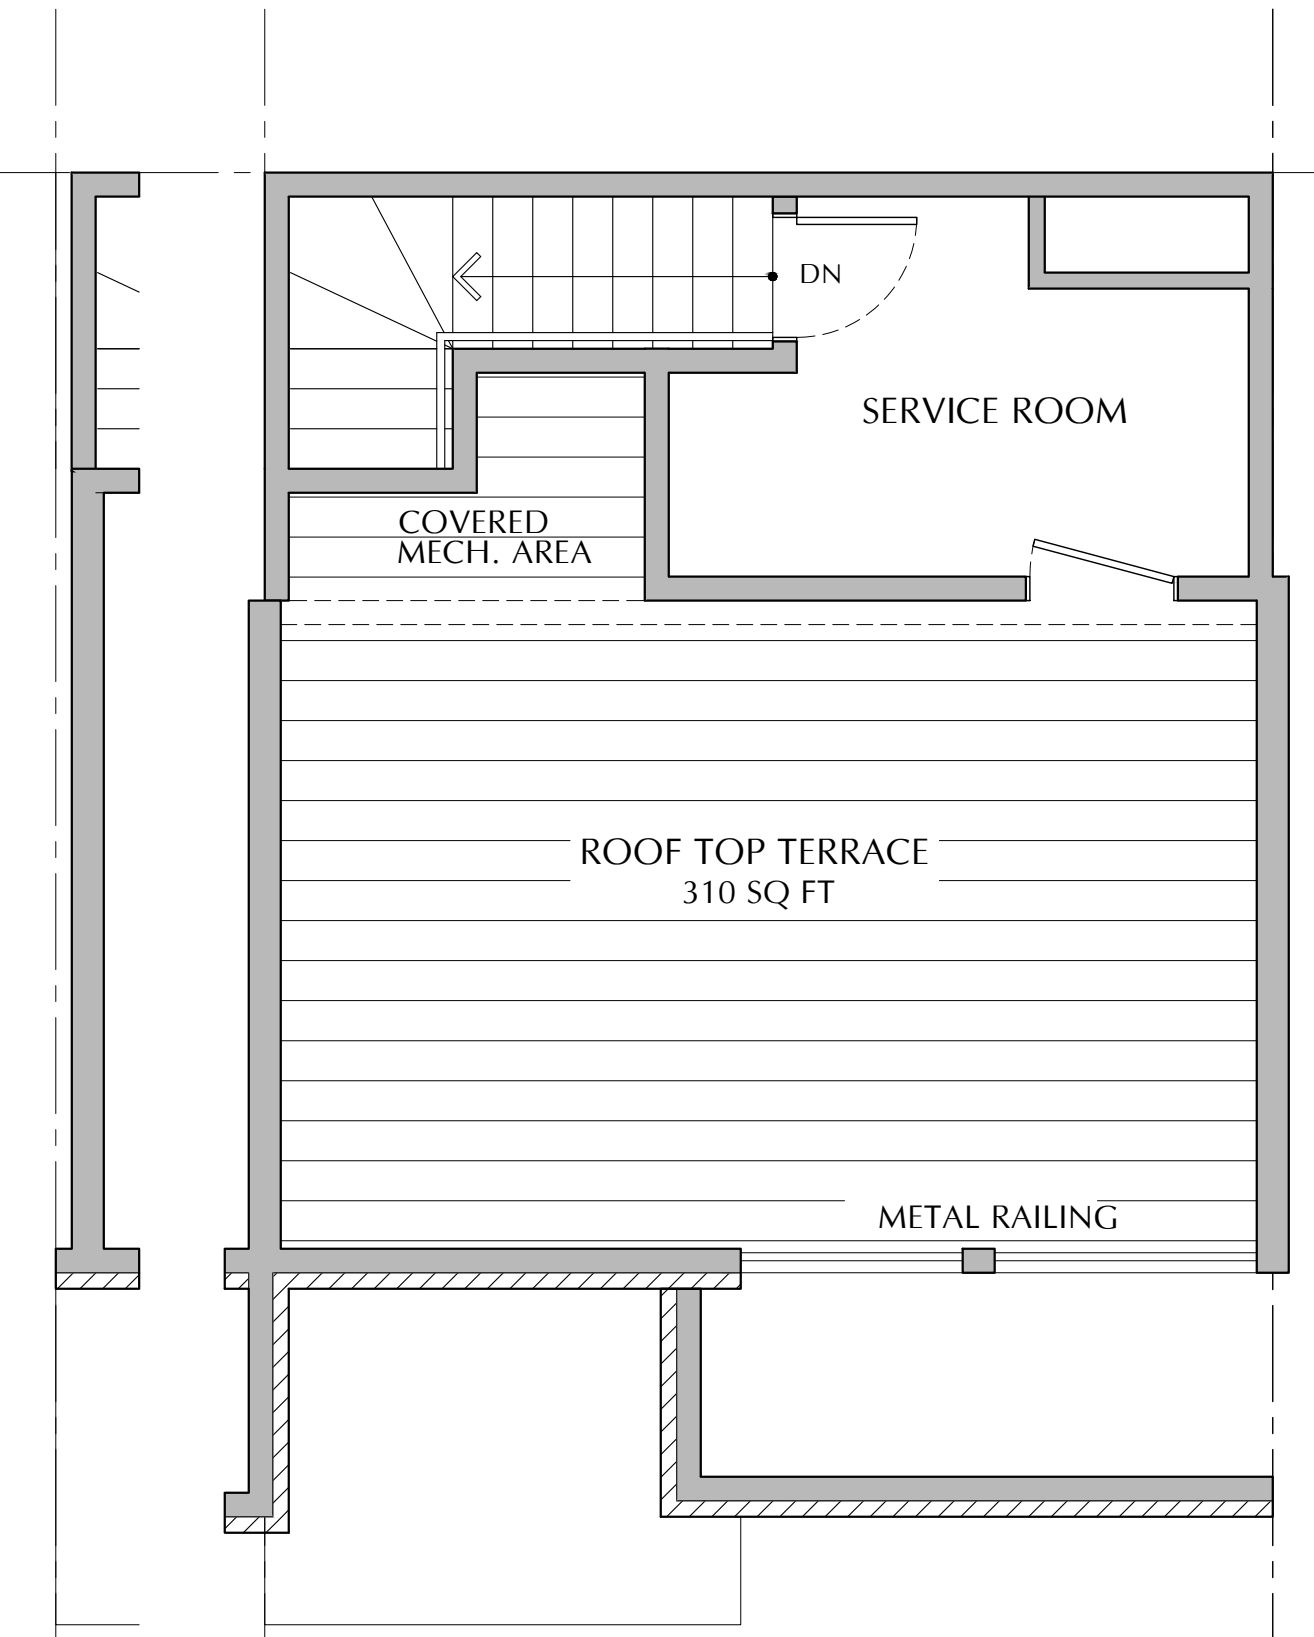 DN
SERVICE ROOM
COVERED
MECH. AREA
ROOF TOP TERRACE
310 SQ FT
METAL RAILING